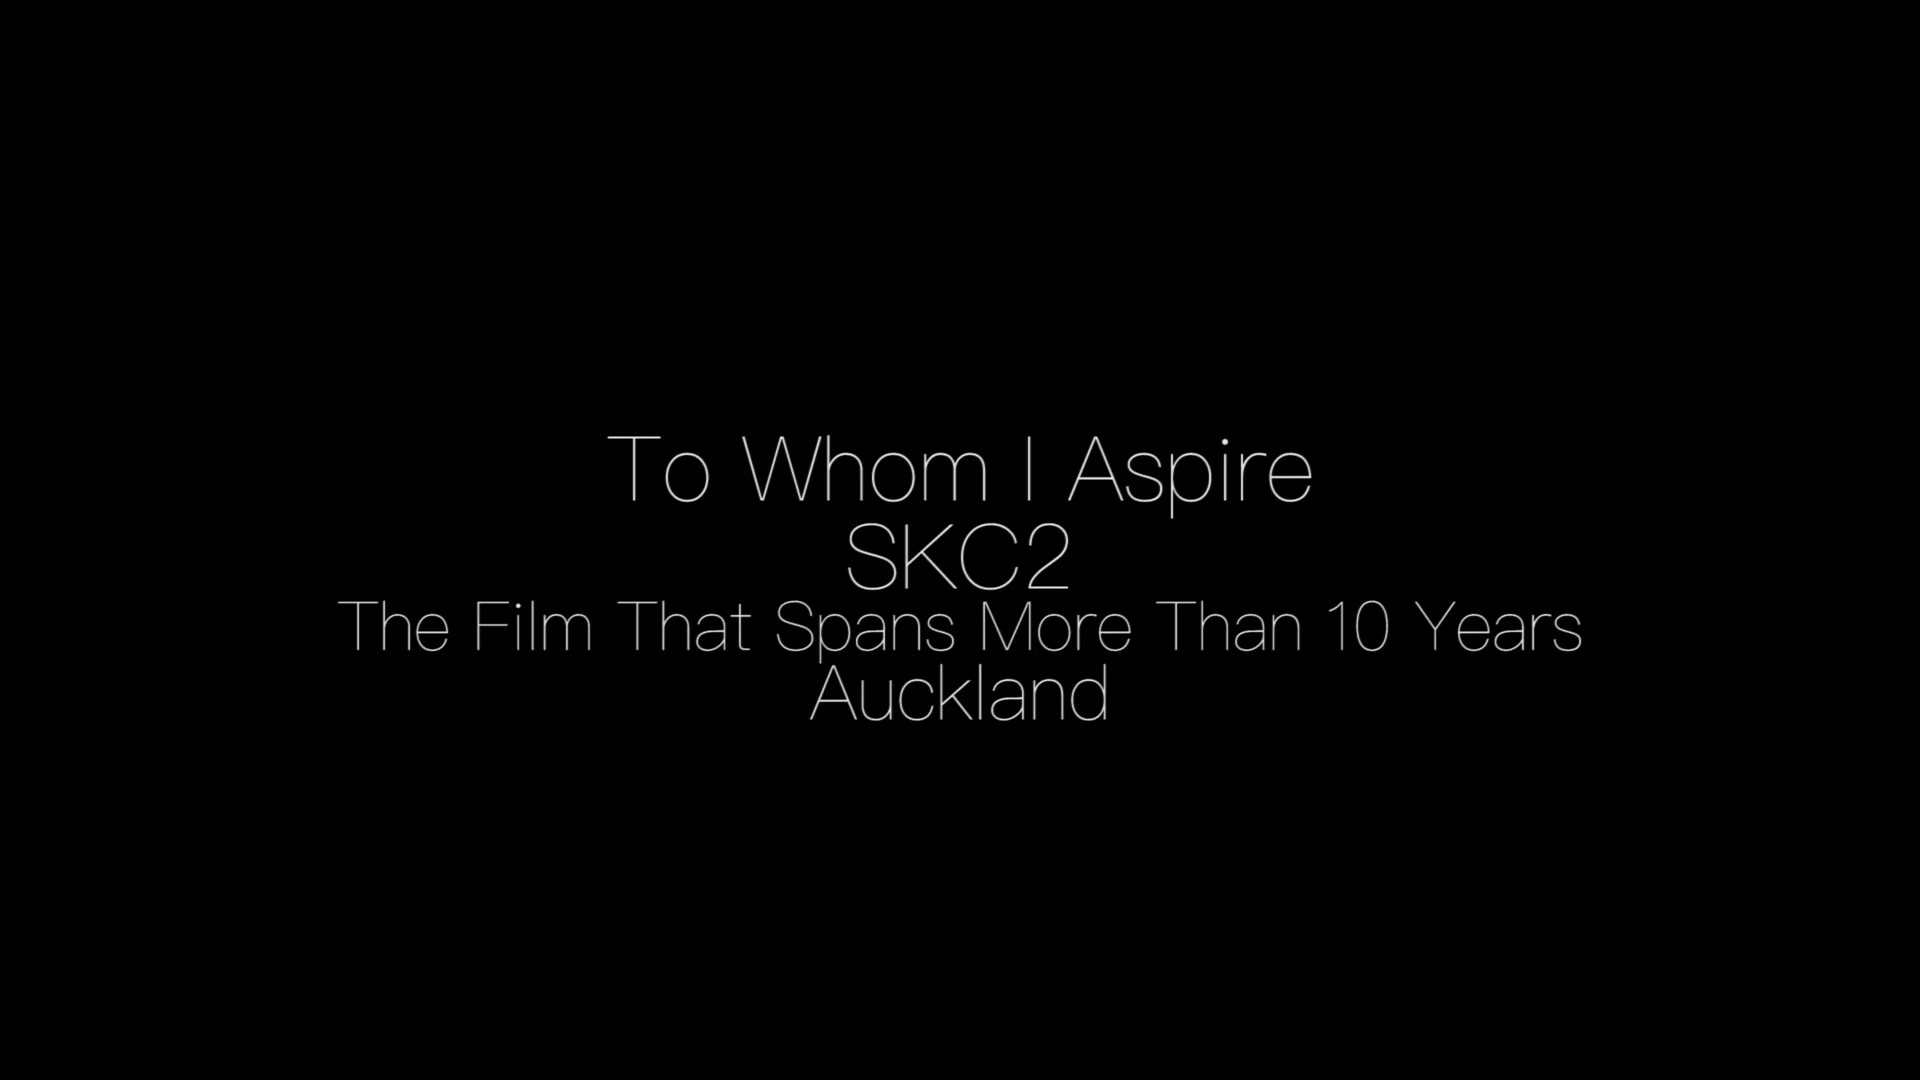 To Whom I Aspire
SKC2
The Film That Spans More Than 10 Years
Auckland